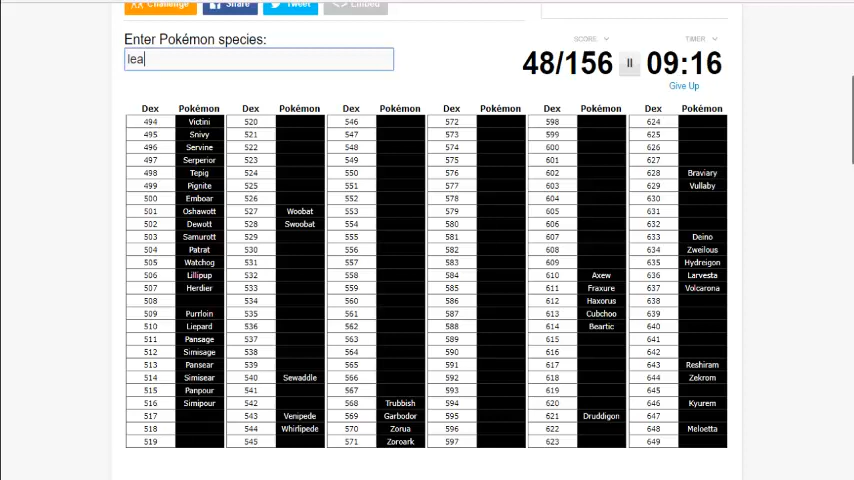 Challenge Share Tweet </> Embed
Enter Pokémon species:
lea
SCORE TIMER
48/156 09:16
Give Up
Dex Pokémon Dex Pokémon Dex Pokémon Dex Pokémon Dex Pokémon Dex Pokémon
494 Victini 520 546 572 598 624
495 Snivy 521 547 573 599 625
496 Servine 522 548 574 600 626
497 Serperior 523 549 575 601 627
498 Tepig 524 550 576 602 628 Braviary
499 Pignite 525 551 577 603 629 Vullaby
500 Emboar 526 552 578 604 630
501 Oshawott 527 Woobat 553 579 605 631
502 Dewott 528 Swoobat 554 580 606 632
503 Samurott 529 555 581 607 633 Deino
504 Patrat 530 556 582 608 634 Zweilous
505 Watchog 531 557 583 609 635 Hydreigon
506 Lillipup 532 558 584 610 Axew 636 Larvesta
507 Herdier 533 559 585 611 Fraxure 637 Volcarona
508 534 560 586 612 Haxorus 638
509 Purrloin 535 561 587 613 Cubchoo 639
510 Liepard 536 562 588 614 Beartic 640
511 Pansage 537 563 589 615 641
512 Simisage 538 564 590 616 642
513 Pansear 539 565 591 617 643 Reshiram
514 Simisear 540 Sewaddle 566 592 618 644 Zekrom
515 Panpour 541 567 593 619 645
516 Simipour 542 568 Trubbish 594 620 646 Kyurem
517 543 Venipede 569 Garbodor 595 621 Druddigon 647
518 544 Whirlipede 570 Zorua 596 622 648 Meloetta
519 545 571 Zoroark 597 623 649